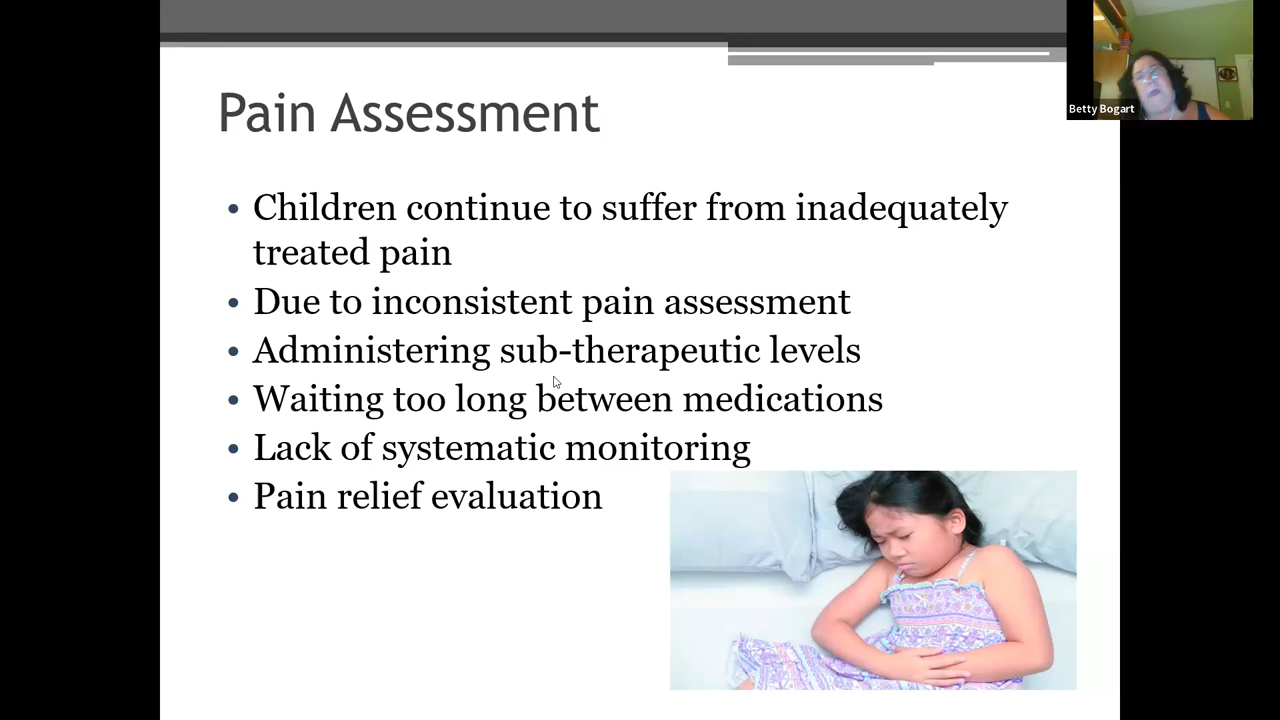 Pain Assessment
Betty Bogart
• Children continue to suffer from inadequately
treated pain
• Due to inconsistent pain assessment
• Administering sub-therapeutic levels
• Waiting too long between medications
• Lack of systematic monitoring
• Pain relief evaluation